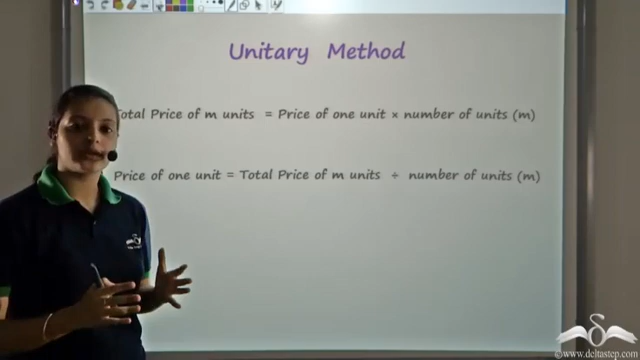 Unitary Method
Total Price of m units = Price of one unit × number of units (m)
Price of one unit = Total Price of m units ÷ number of units (m)
©www.deltastep.com